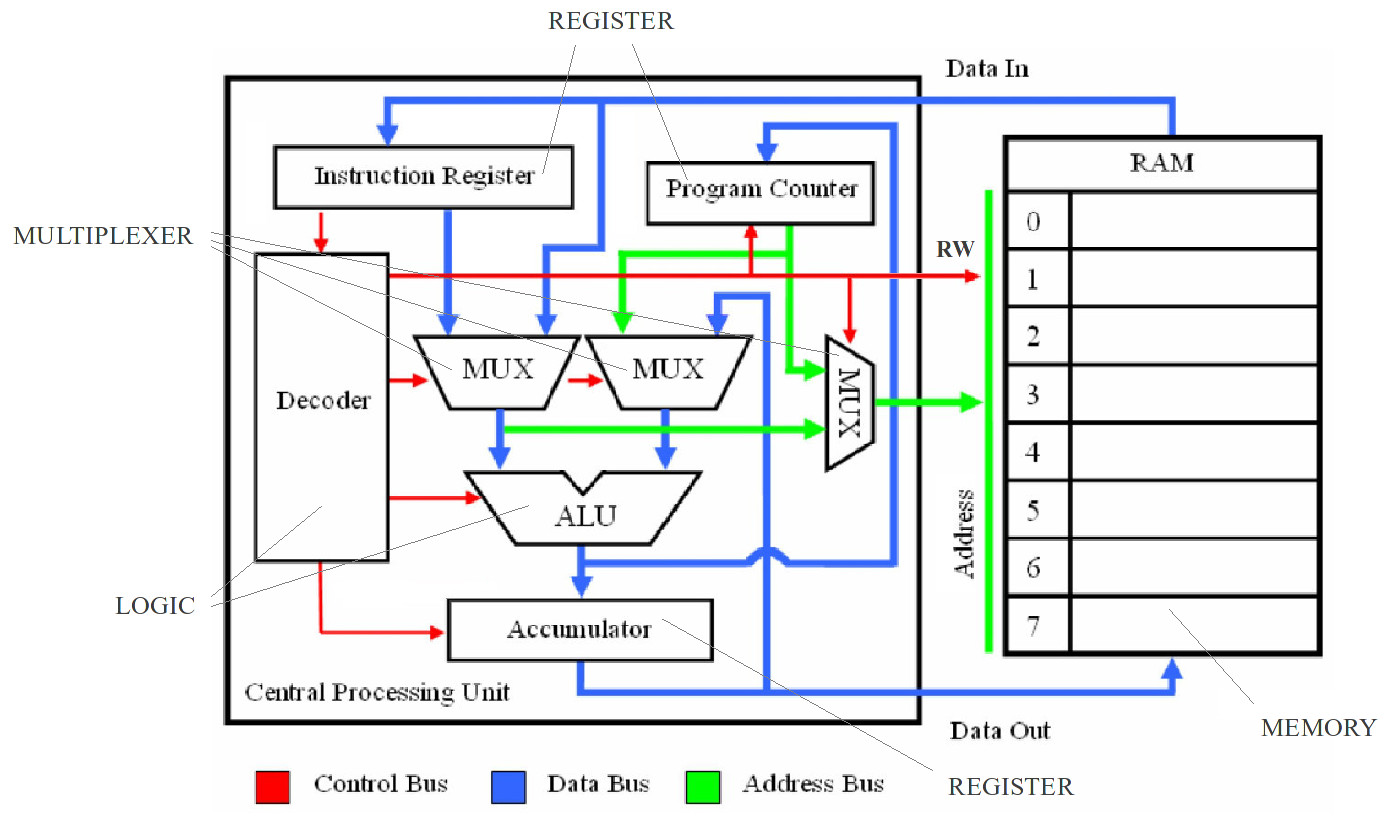 REGISTER
Data In
RAM
Instruction Register
Program Counter
0
MULTIPLEXER
RW
1
2
MUX
MUX
MUX
Decoder
3
4
ALU
5
Address
6
LOGIC
Accumulator
7
Central Processing Unit
Data Out
MEMORY
Control Bus
Data Bus
Address Bus
REGISTER